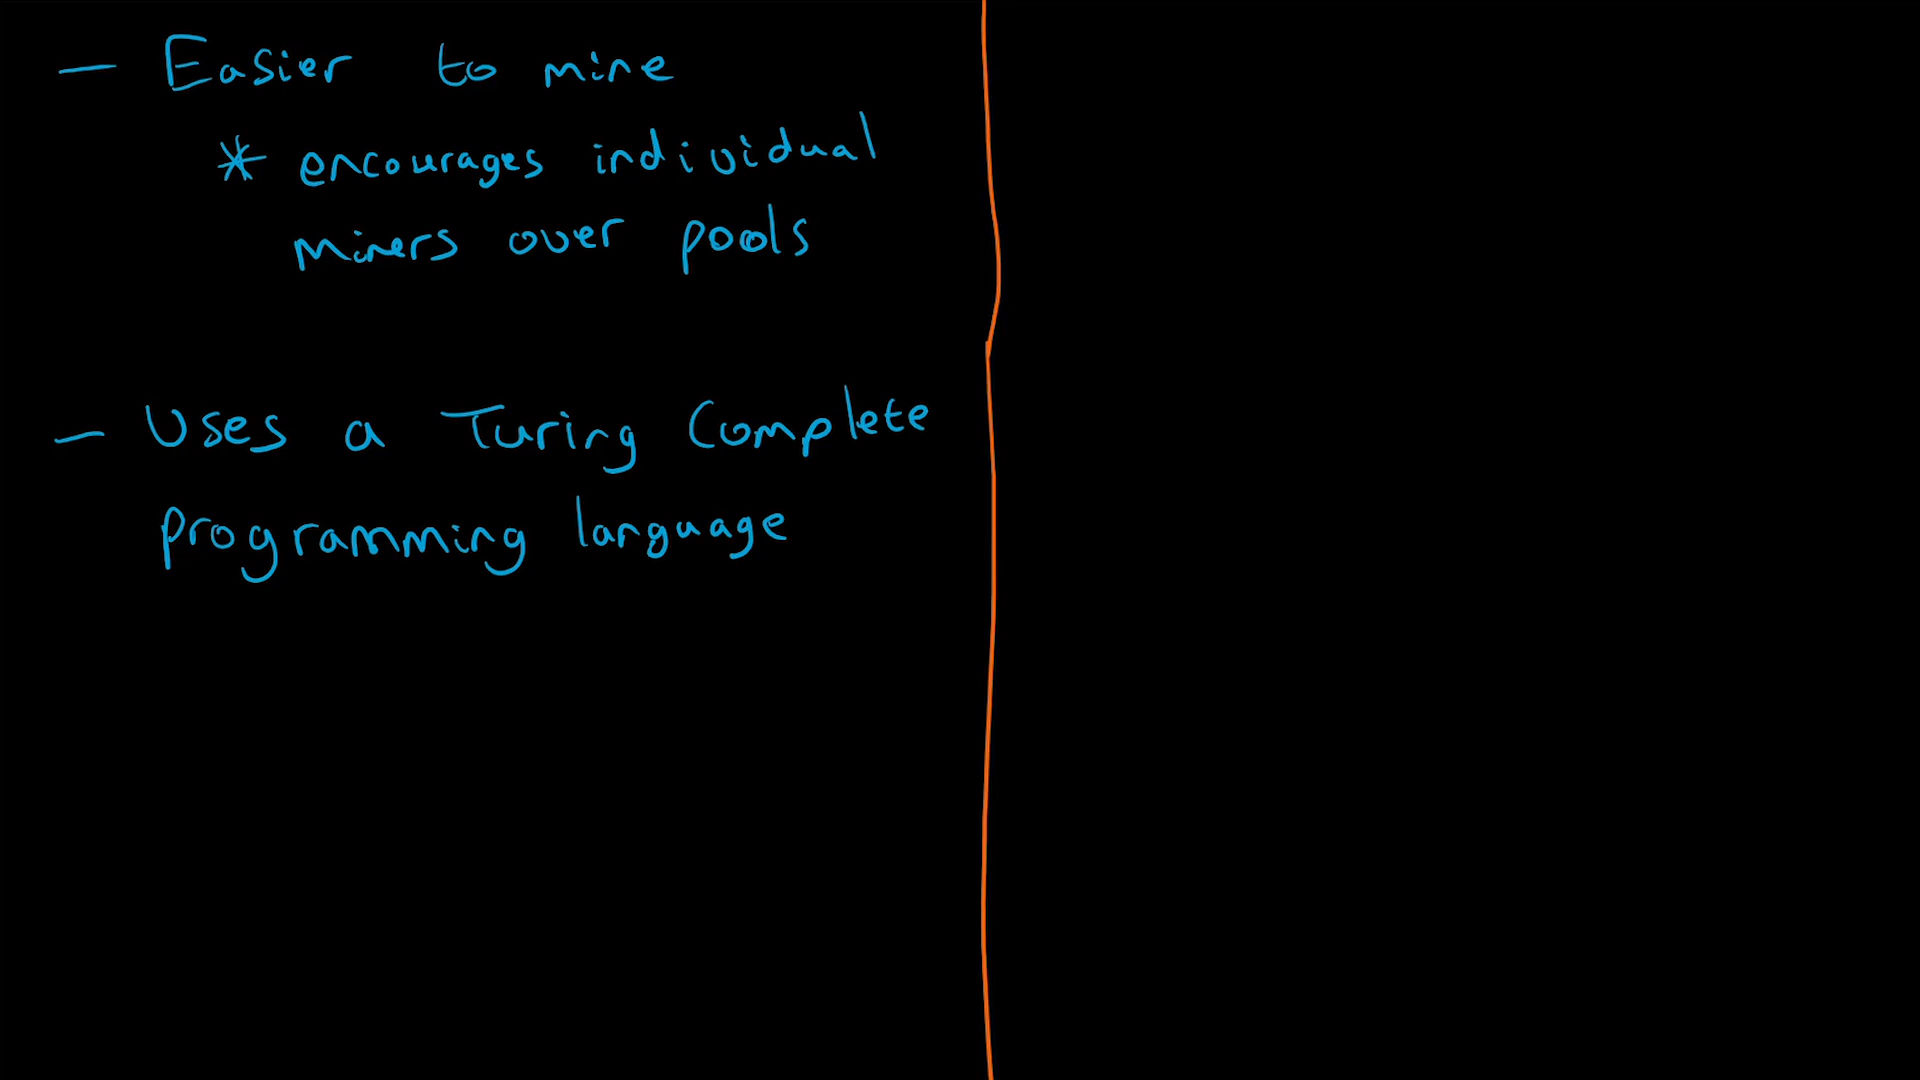 - Easier to mine
* encourages individual
miners over pools
- Uses a Turing Complete
programming language